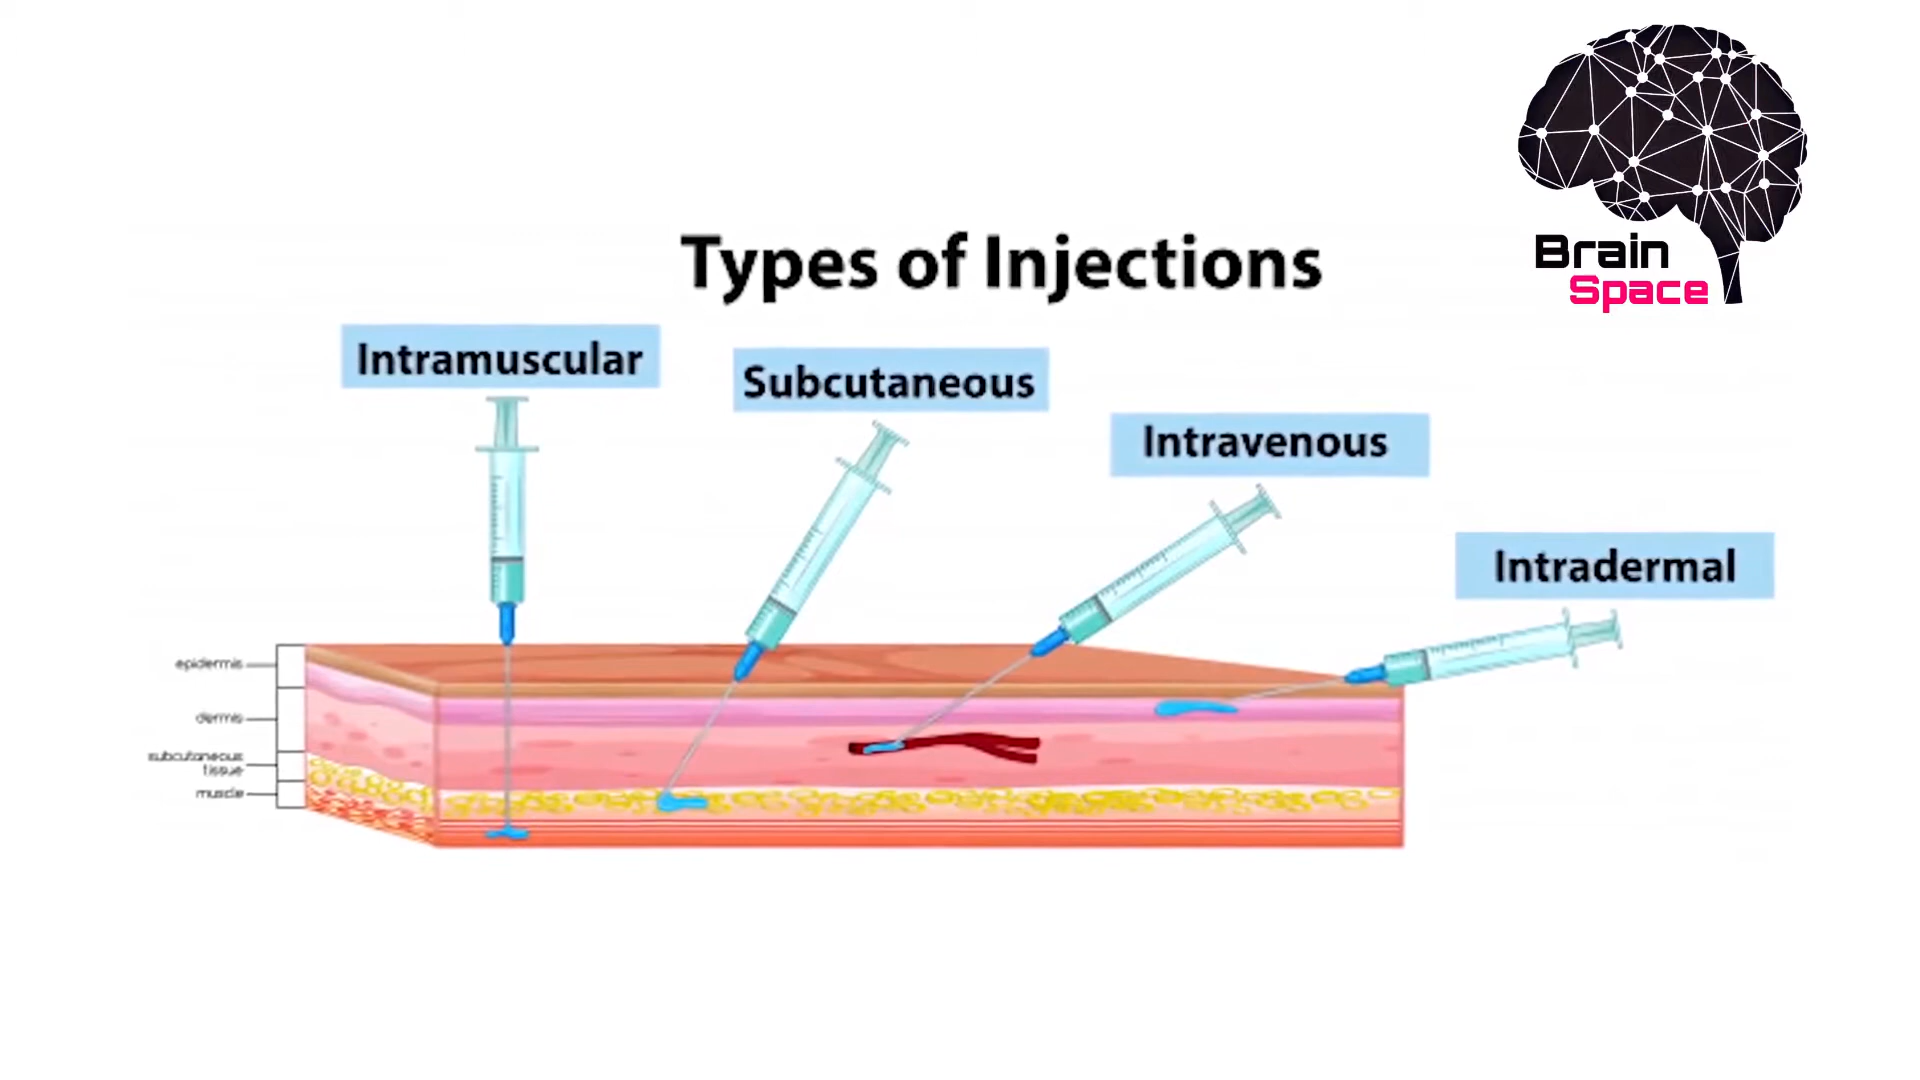 Brain
Space
Types of Injections
Intramuscular
Subcutaneous
Intravenous
Intradermal
epidermis
dermis
subcutaneous
tissue
muscle